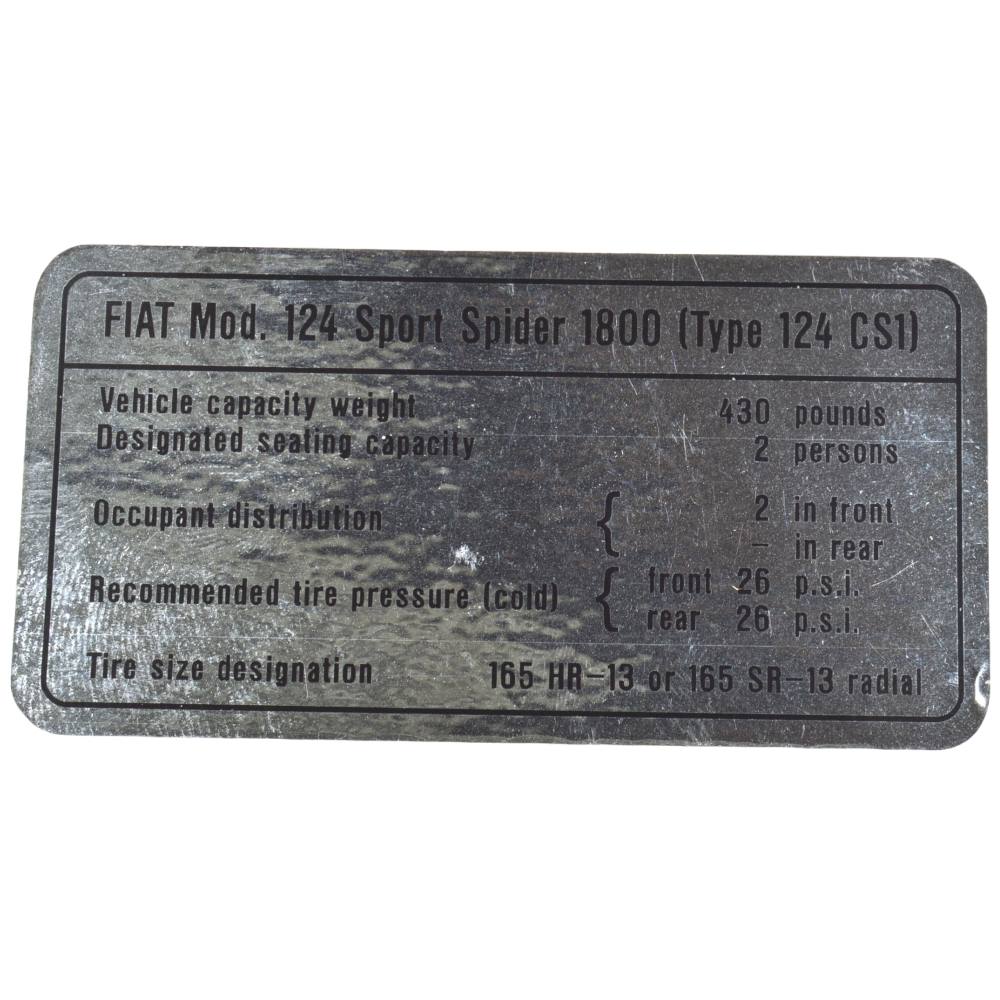 FIAT Mod. 124 Sport Spider 1800 (Type 124 CS1)
Vehicle capacity weight 430 pounds
Designated seating capacity 2 persons
Occupant distribution { 2 in front
– in rear
Recommended tire pressure (cold) { front 26 p.s.i.
rear 26 p.s.i.
Tire size designation 165 HR–13 or 165 SR–13 radial